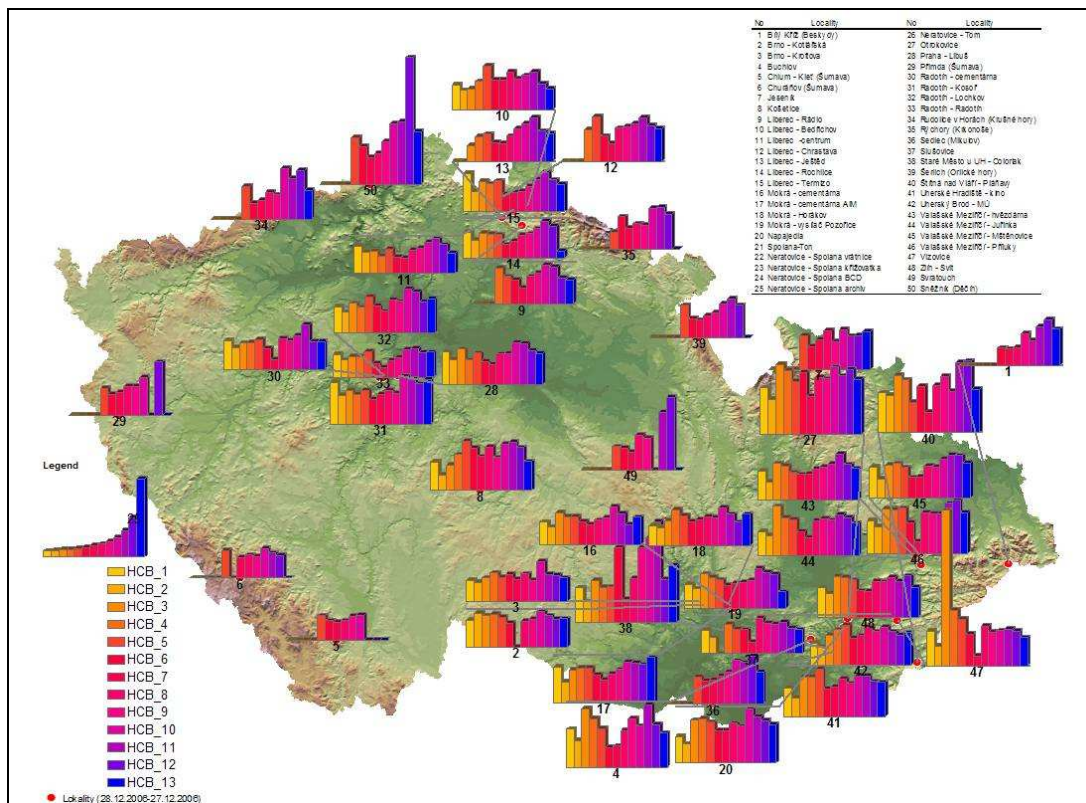 No Locality No Locality
1 Bílý Kříž (Beskydy) 26 Neratovice - Tom
2 Brno - Kotlářská 27 Otrokovice
3 Brno - Kroftova 28 Praha - Libuš
4 Buchlov 29 Přimda (Šumava)
5 Chlum - Kleť (Šumava) 30 Radotín - cementárna
6 Churáňov (Šumava) 31 Radotín - Kosoř
7 Jeseník 32 Radotín - Lochkov
8 Košetice 33 Radotín - Radotín
9 Liberec - Rádlo 34 Rudolice v Horách (Krušné hory)
10 Liberec - Bedřichov 35 Rýchory (Krkonoše)
11 Liberec -centrum 36 Sedlec (Mikulov)
12 Liberec - Chrastava 37 Slušovice
13 Liberec - Ještěd 38 Staré Město u UH - Colorlak
14 Liberec - Rochlice 39 Šerlich (Orlické hory)
15 Liberec - Termizo 40 Štítná nad Vláří - Pláňavy
16 Mokrá - cementárna 41 Uherské Hradiště - kino
17 Mokrá - cementárna AIM 42 Uherský Brod - MÚ
18 Mokrá - Horákov 43 Valašské Meziříčí - hvězdárna
19 Mokrá - vysílač Pozořice 44 Valašské Meziříčí - Juřinka
20 Napajedla 45 Valašské Meziříčí - Mštěnovice
21 Spolana-Ton 46 Valašské Meziříčí - Příluky
22 Neratovice - Spolana vrátnice 47 Vizovice
23 Neratovice - Spolana křižovatka 48 Zlín - Svit
24 Neratovice - Spolana BCD 49 Svratouch
25 Neratovice - Spolana archiv 50 Sněžník (Děčín)
10
13
12
50
34
15
35
14
11
9
32
39
7
1
30
33
28
29
31
27
40
8
49
43
45
16
18
44
46
6
3
38
19
48
5
2
37
42
47
17
36
41
4
20
Legend
HCB_1
HCB_2
HCB_3
HCB_4
HCB_5
HCB_6
HCB_7
HCB_8
HCB_9
HCB_10
HCB_11
HCB_12
HCB_13
Lokality (28.12.2006-27.12.2006)